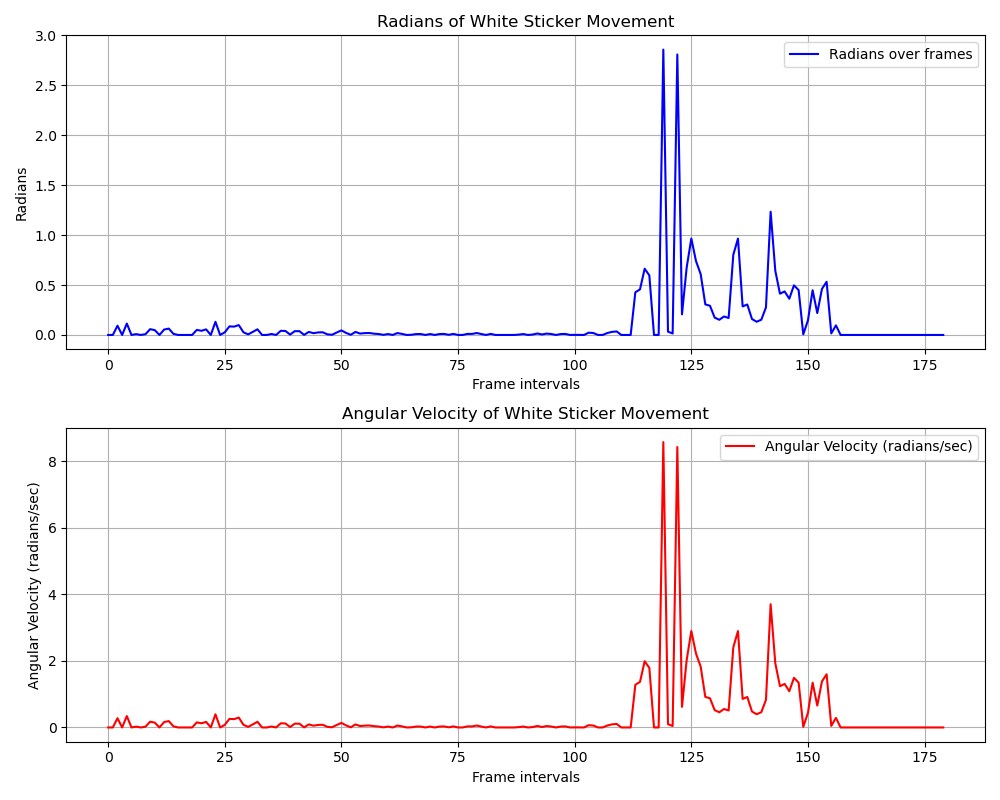 Radians of White Sticker Movement
3.0
2.5
2.0
1.5
1.0
0.5
0.0
Radians
Radians over frames
0 25 50 75 100 125 150 175
Frame intervals
Angular Velocity of White Sticker Movement
8
6
4
2
0
Angular Velocity (radians/sec)
Angular Velocity (radians/sec)
0 25 50 75 100 125 150 175
Frame intervals